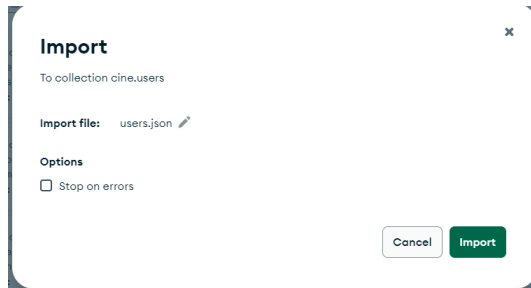 Import
To collection cine.users
Import file: users.json
Options
Stop on errors
Cancel Import